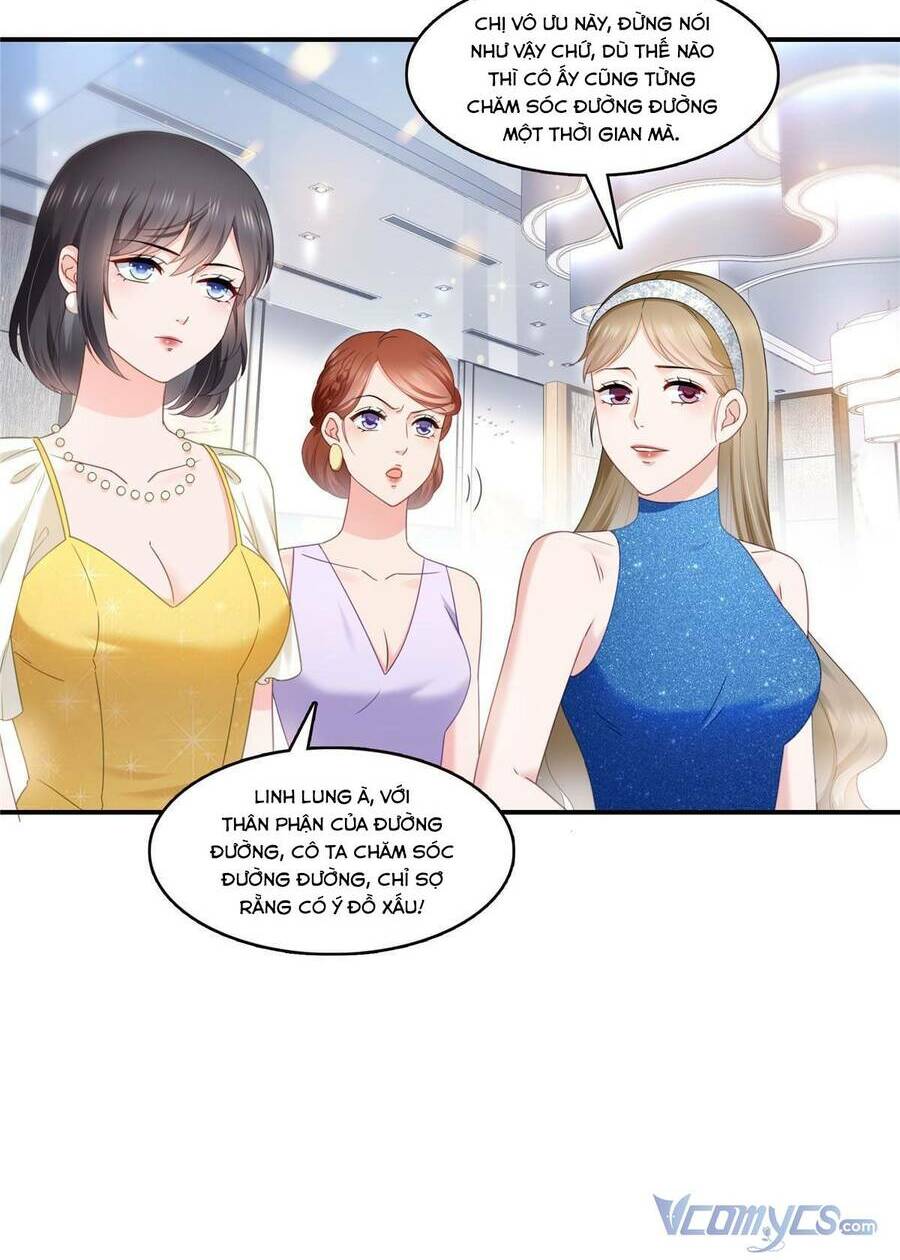 CHỊ VÔ ƯU NÀY, ĐỪNG NÓI
NHƯ VẬY CHỨ, DÙ THẾ NÀO
THÌ CÔ ẤY CŨNG TỪNG
CHĂM SÓC ĐƯỜNG ĐƯỜNG
MỘT THỜI GIAN MÀ.
LINH LUNG À, VỚI
THÂN PHẬN CỦA ĐƯỜNG
ĐƯỜNG, CÔ TA CHĂM SÓC
ĐƯỜNG ĐƯỜNG, CHỈ SỢ
RẰNG CÓ Ý ĐỒ XẤU!
VCOMYCS.com